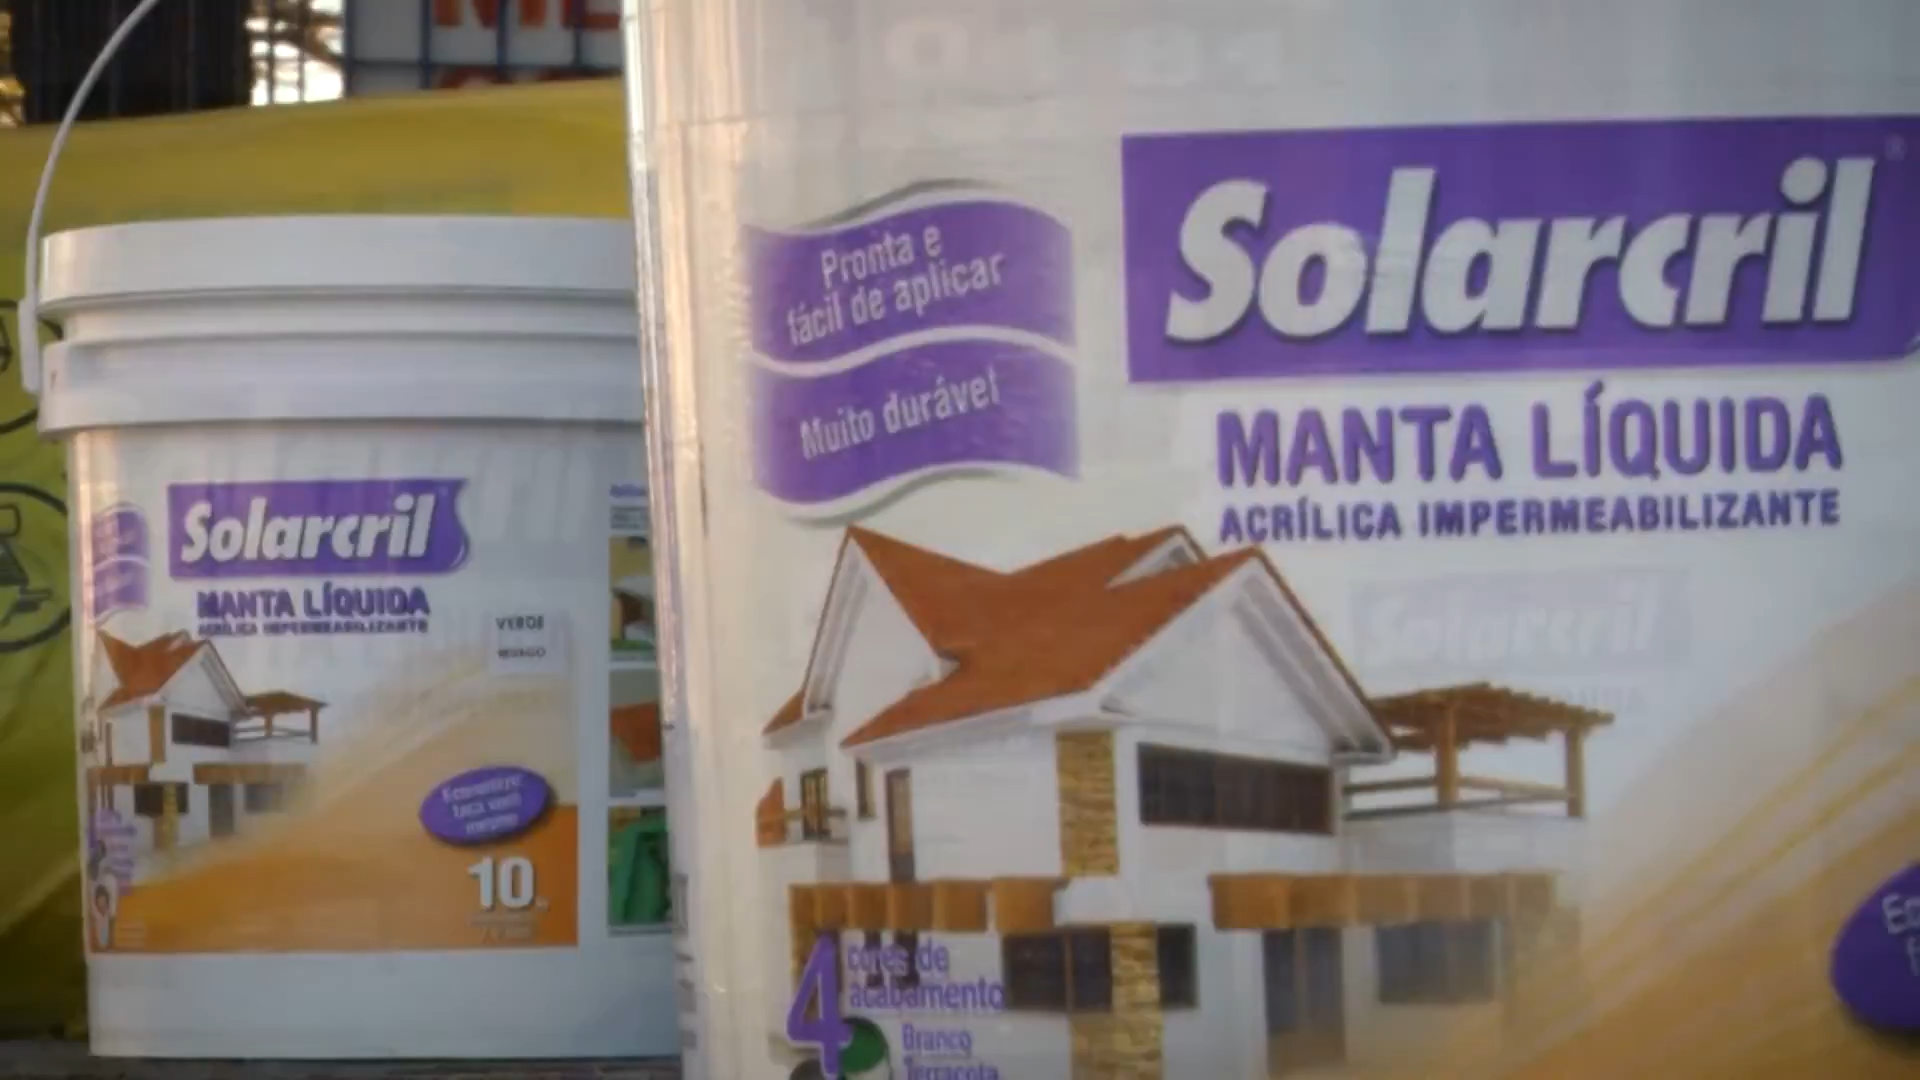 Pronta e
fácil de aplicar
Muito durável
Solarcril
MANTA LÍQUIDA
ACRÍLICA IMPERMEABILIZANTE
4 cores de
acabamento
Branco
Terracota
Solarcril
MANTA LÍQUIDA
ACRÍLICA IMPERMEABILIZANTE
VERDE
10